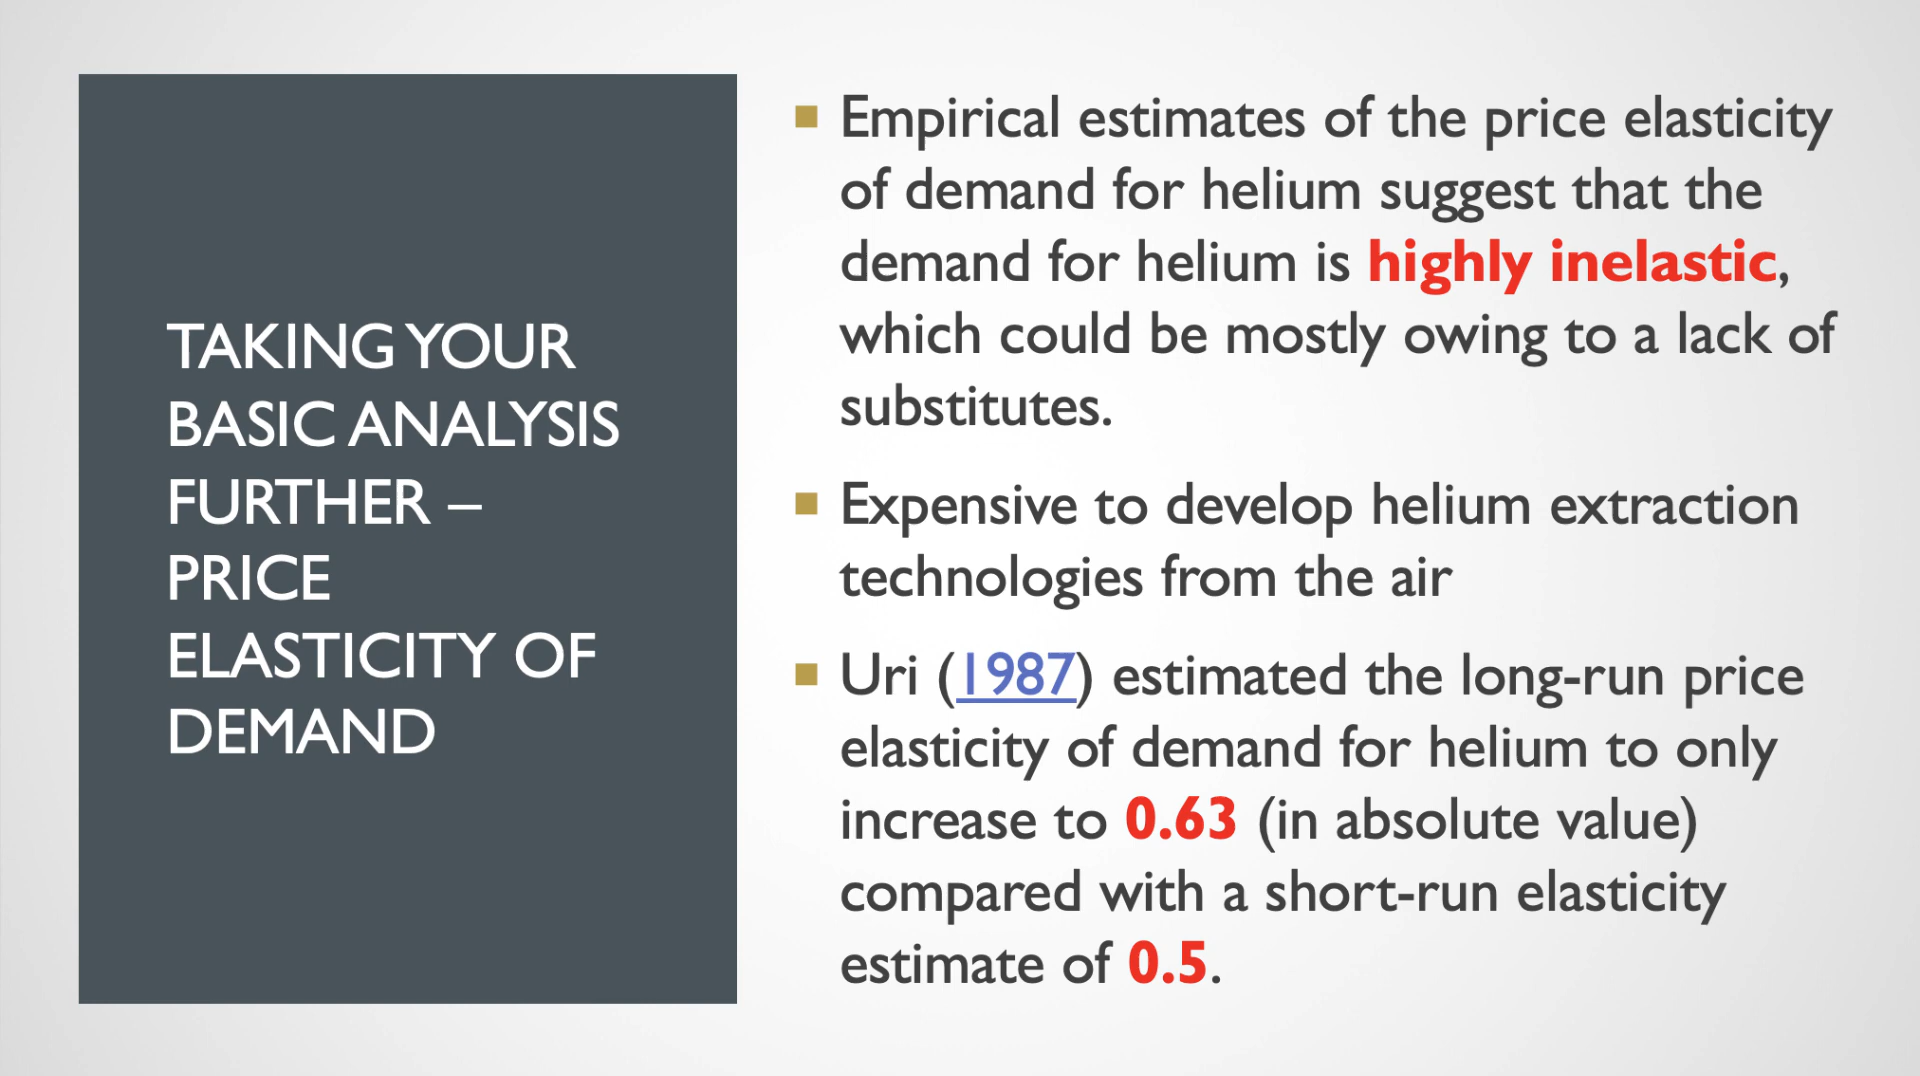 TAKING YOUR
BASIC ANALYSIS
FURTHER –
PRICE
ELASTICITY OF
DEMAND
Empirical estimates of the price elasticity
of demand for helium suggest that the
demand for helium is highly inelastic,
which could be mostly owing to a lack of
substitutes.
Expensive to develop helium extraction
technologies from the air
Uri (1987) estimated the long-run price
elasticity of demand for helium to only
increase to 0.63 (in absolute value)
compared with a short-run elasticity
estimate of 0.5.